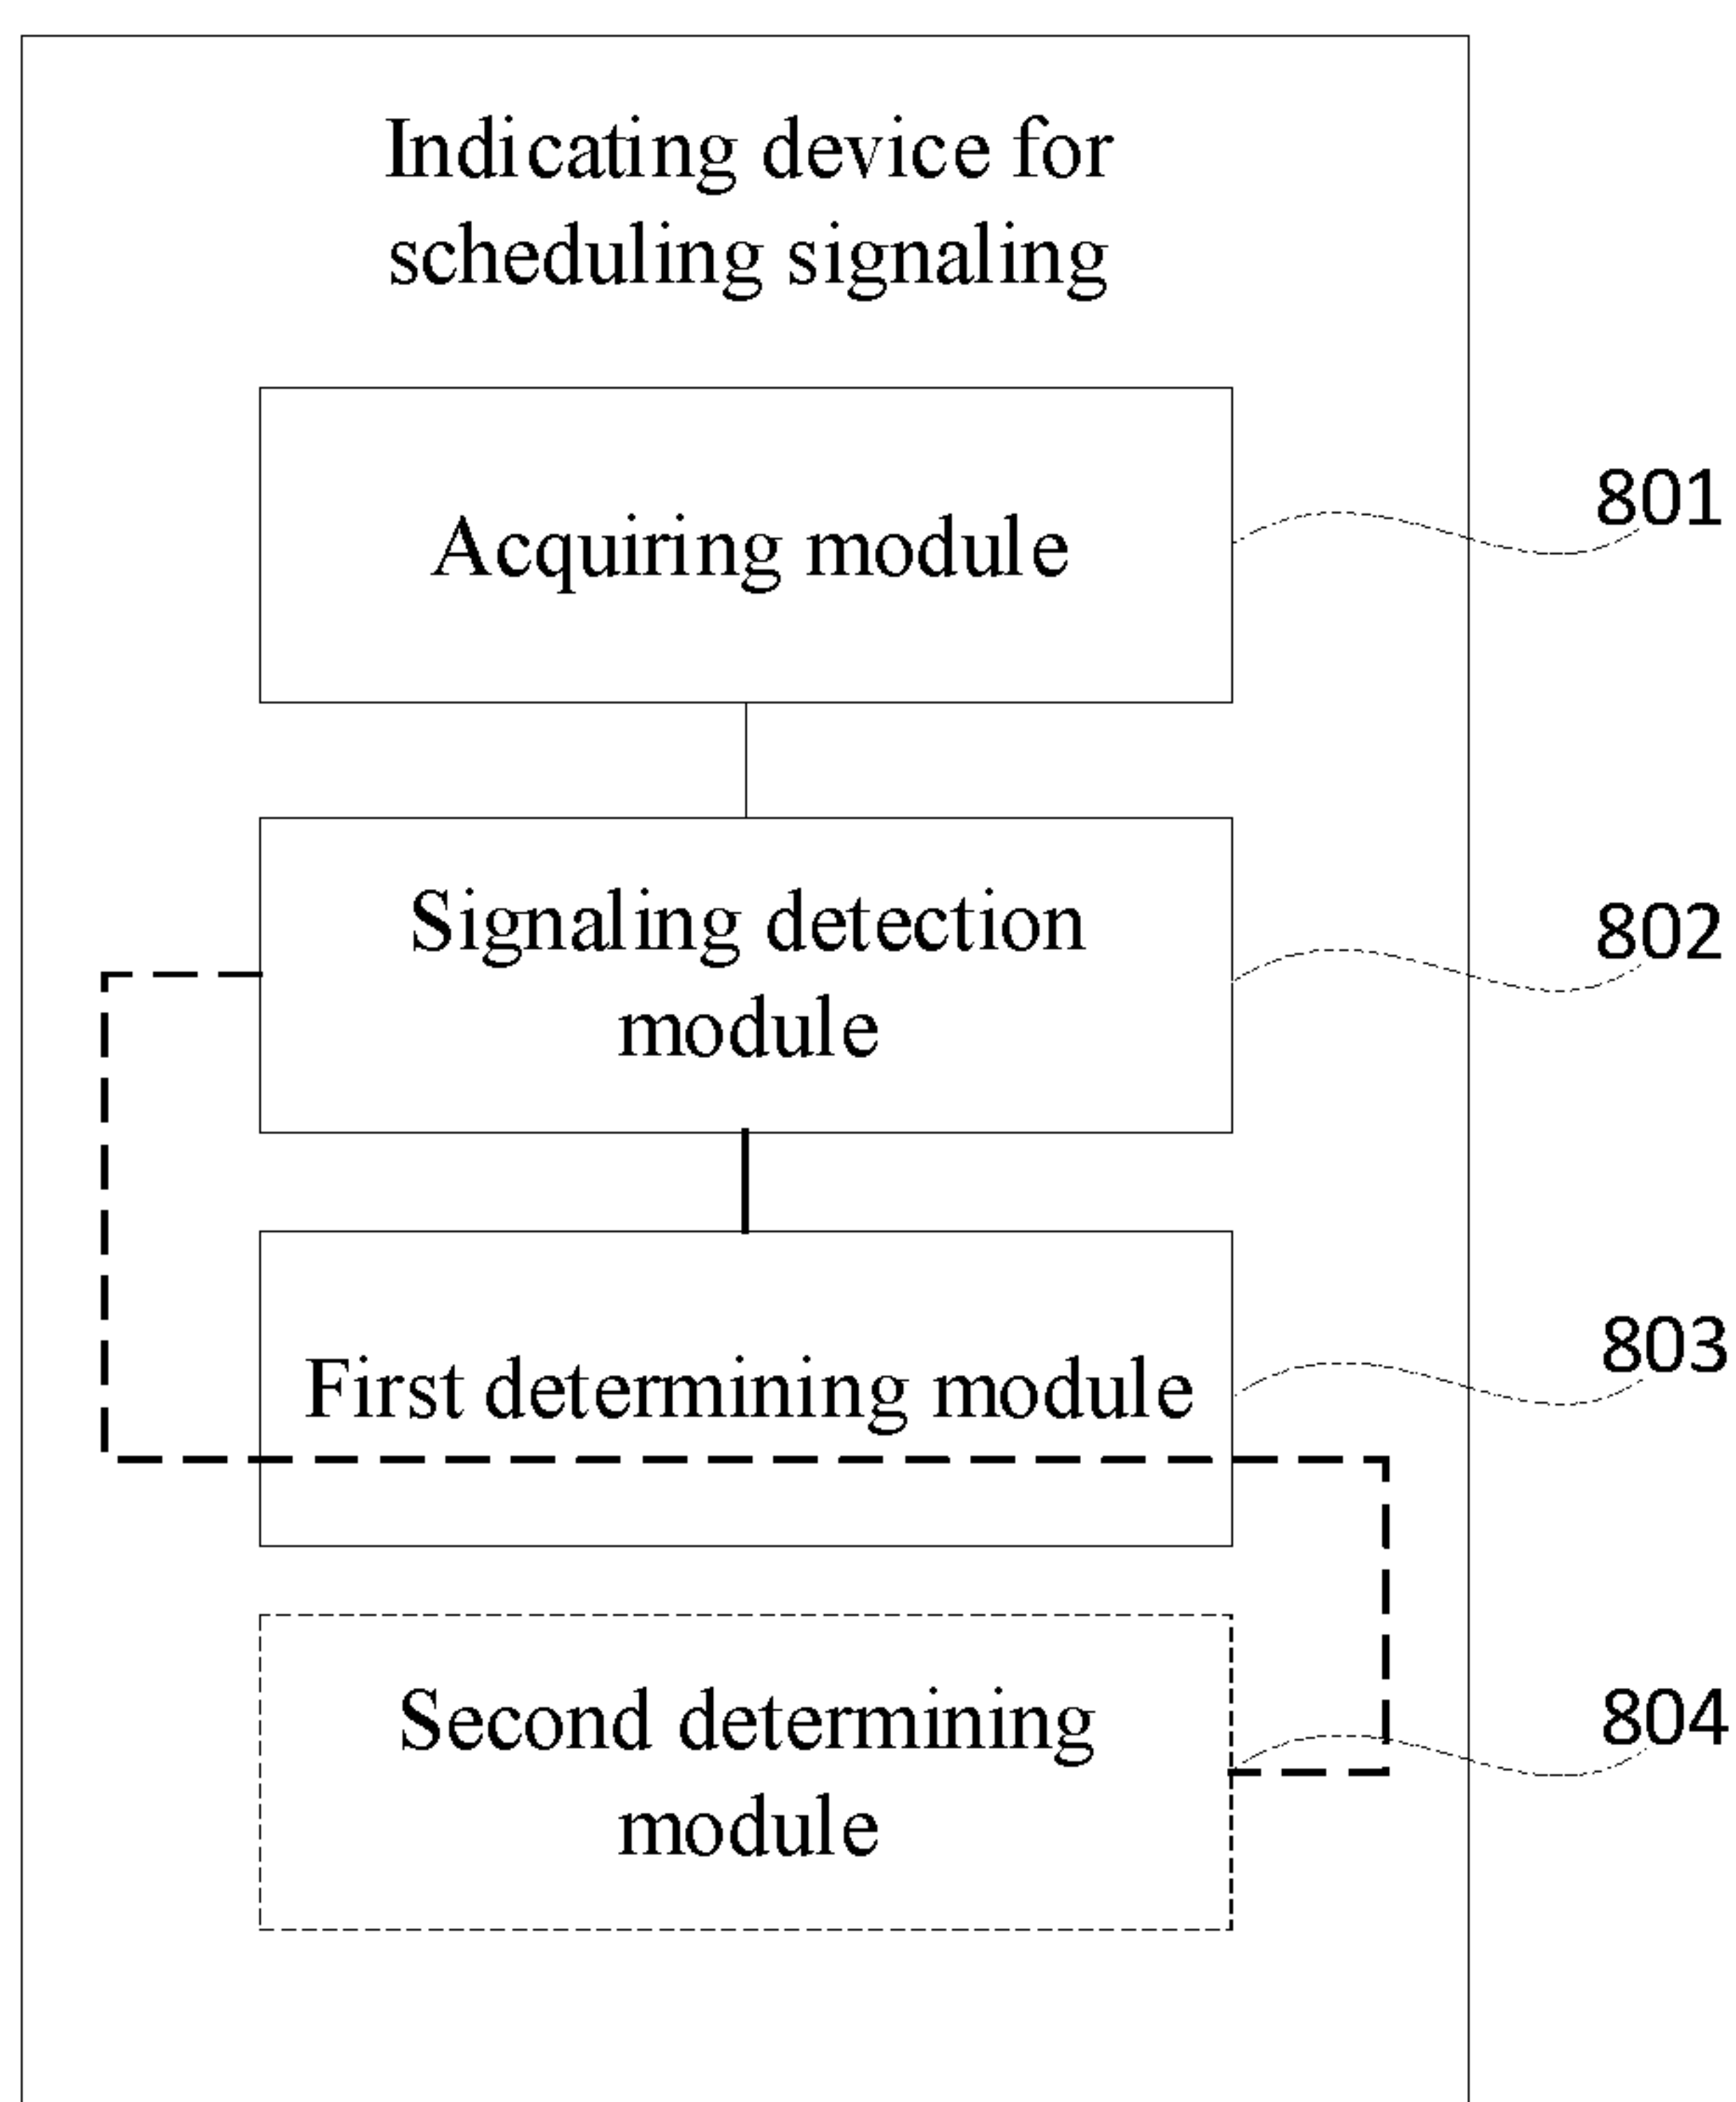 Indicating device for
scheduling signaling
Acquiring module
801
Signaling detection
module
802
First determining module
803
Second determining
module
804